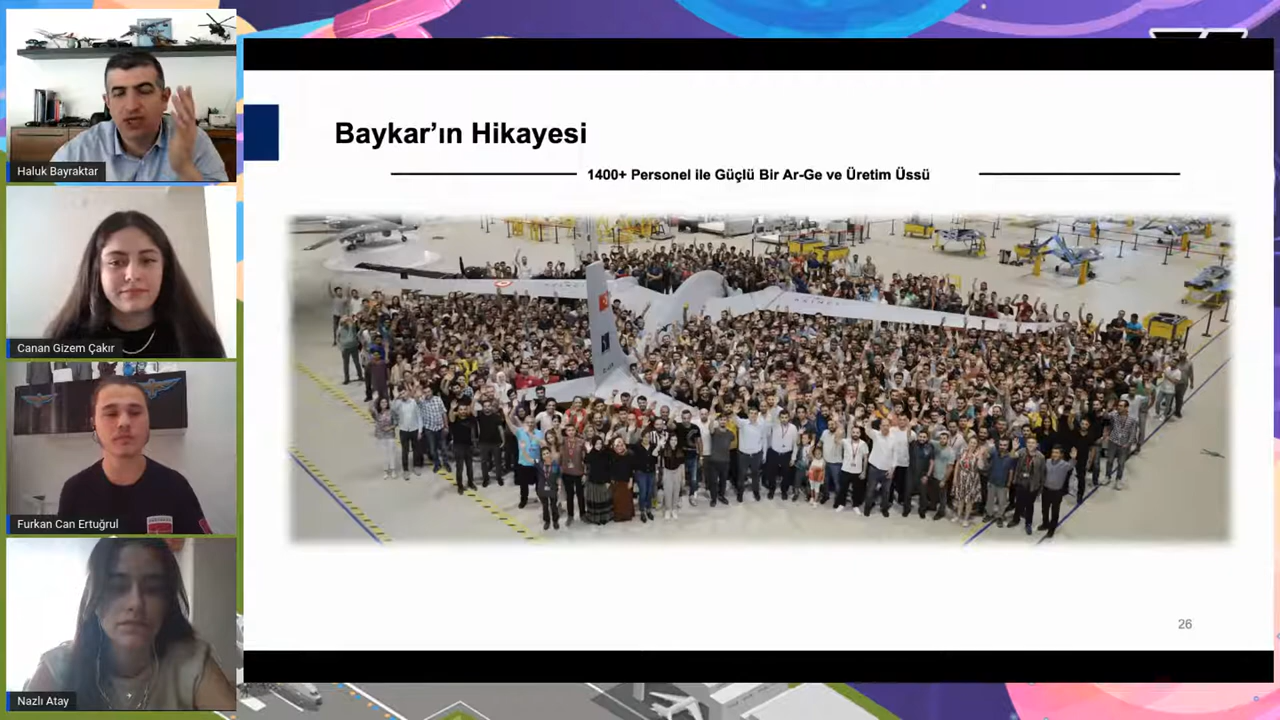 Haluk Bayraktar
Canan Gizem Çakır
Furkan Can Ertuğrul
Nazlı Atay
Baykar’ın Hikayesi
1400+ Personel ile Güçlü Bir Ar-Ge ve Üretim Üssü
26